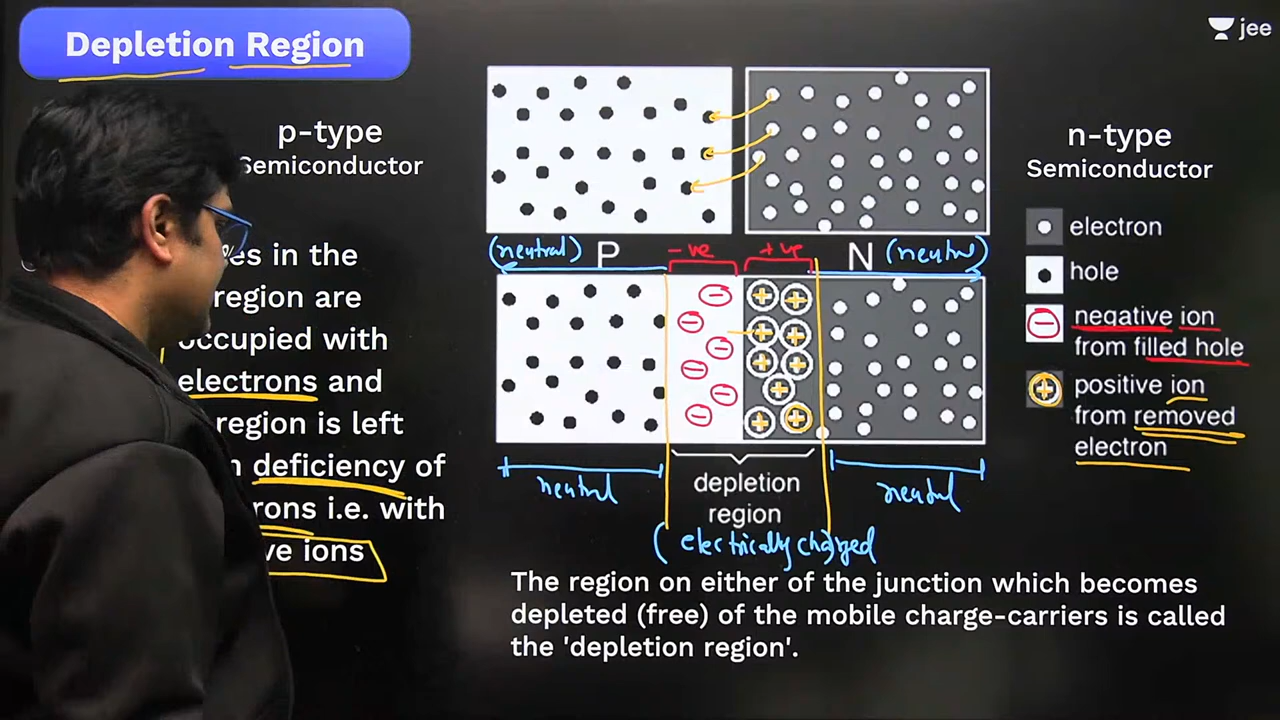 Depletion Region
jee
p-type
Semiconductor
n-type
Semiconductor
electron
hole
negative ion
from filled hole
positive ion
from removed
electron
(neutral) P -ve +ve N (neutral)
es in the
region are
occupied with
electrons and
region is left
deficiency of
rons i.e. with
ve ions
neutral
neutral
depletion
region
(electrically charged)
The region on either of the junction which becomes
depleted (free) of the mobile charge-carriers is called
the 'depletion region'.